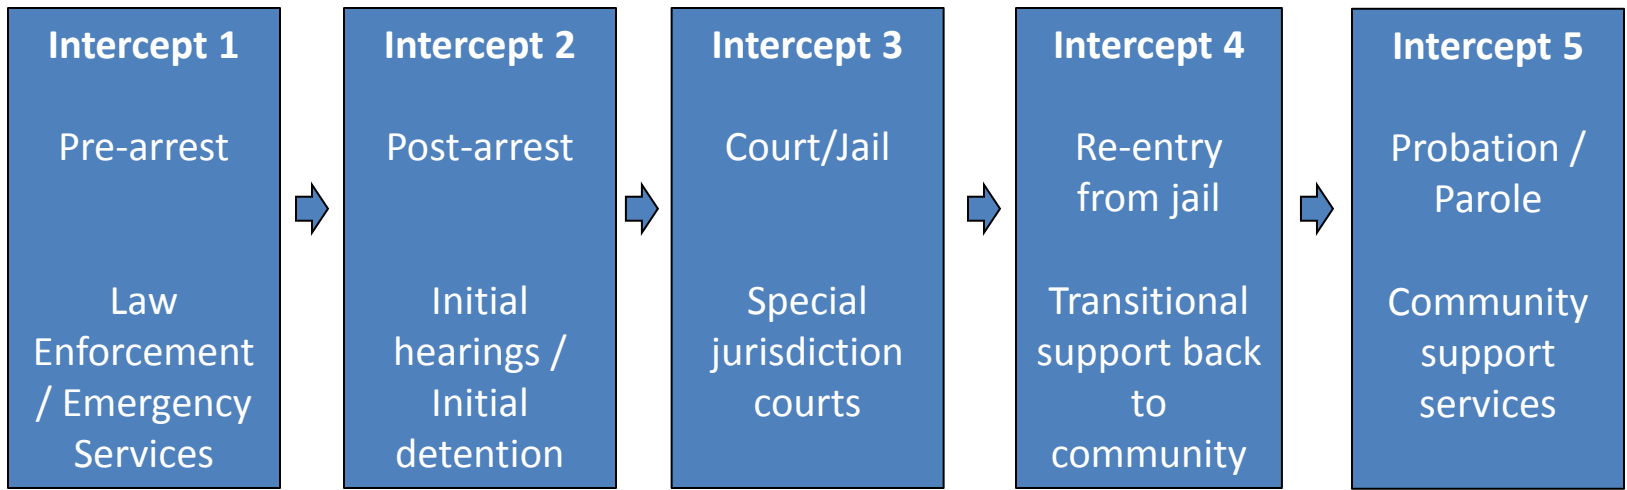 Intercept 1
Pre-arrest
Law
Enforcement
/ Emergency
Services
Intercept 2
Post-arrest
Initial
hearings /
Initial
detention
Intercept 3
Court/Jail
Special
jurisdiction
courts
Intercept 4
Re-entry
from jail
Transitional
support back
to
community
Intercept 5
Probation /
Parole
Community
support
services